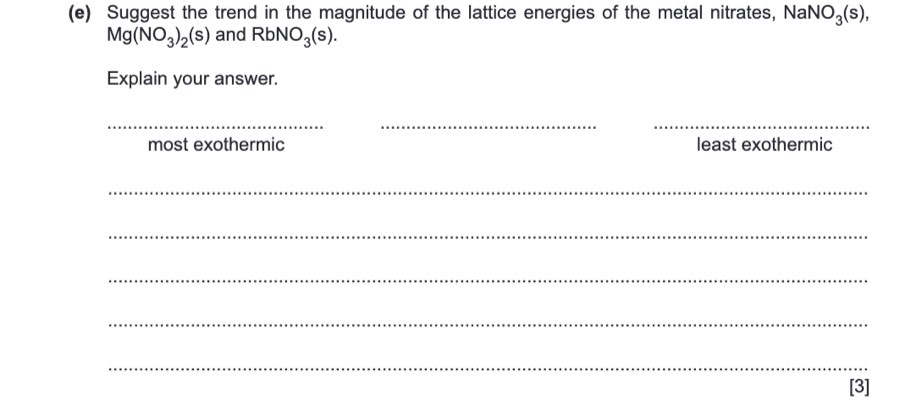 (e) Suggest the trend in the magnitude of the lattice energies of the metal nitrates, NaNO₃(s),
Mg(NO₃)₂(s) and RbNO₃(s).
Explain your answer.
most exothermic least exothermic
[3]